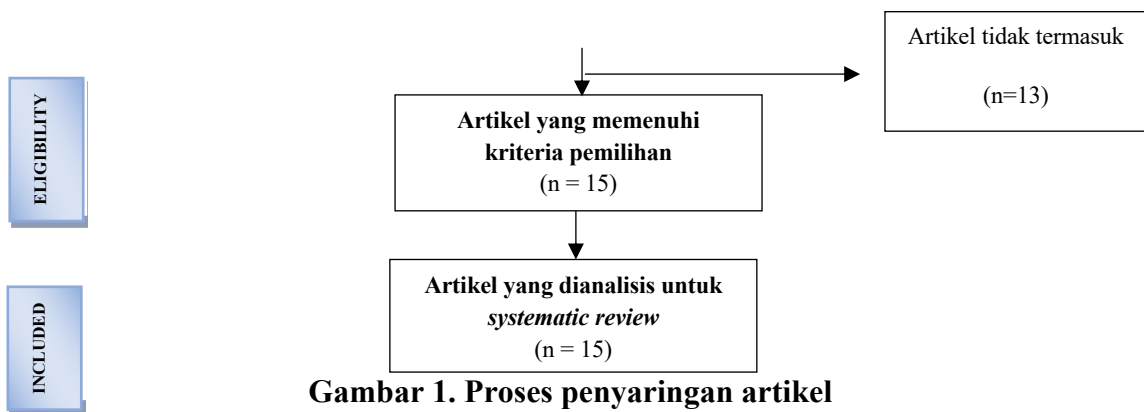 Artikel tidak termasuk
(n=13)
ELIGIBILITY
Artikel yang memenuhi
kriteria pemilihan
(n = 15)
INCLUDED
Artikel yang dianalisis untuk
systematic review
(n = 15)
Gambar 1. Proses penyaringan artikel